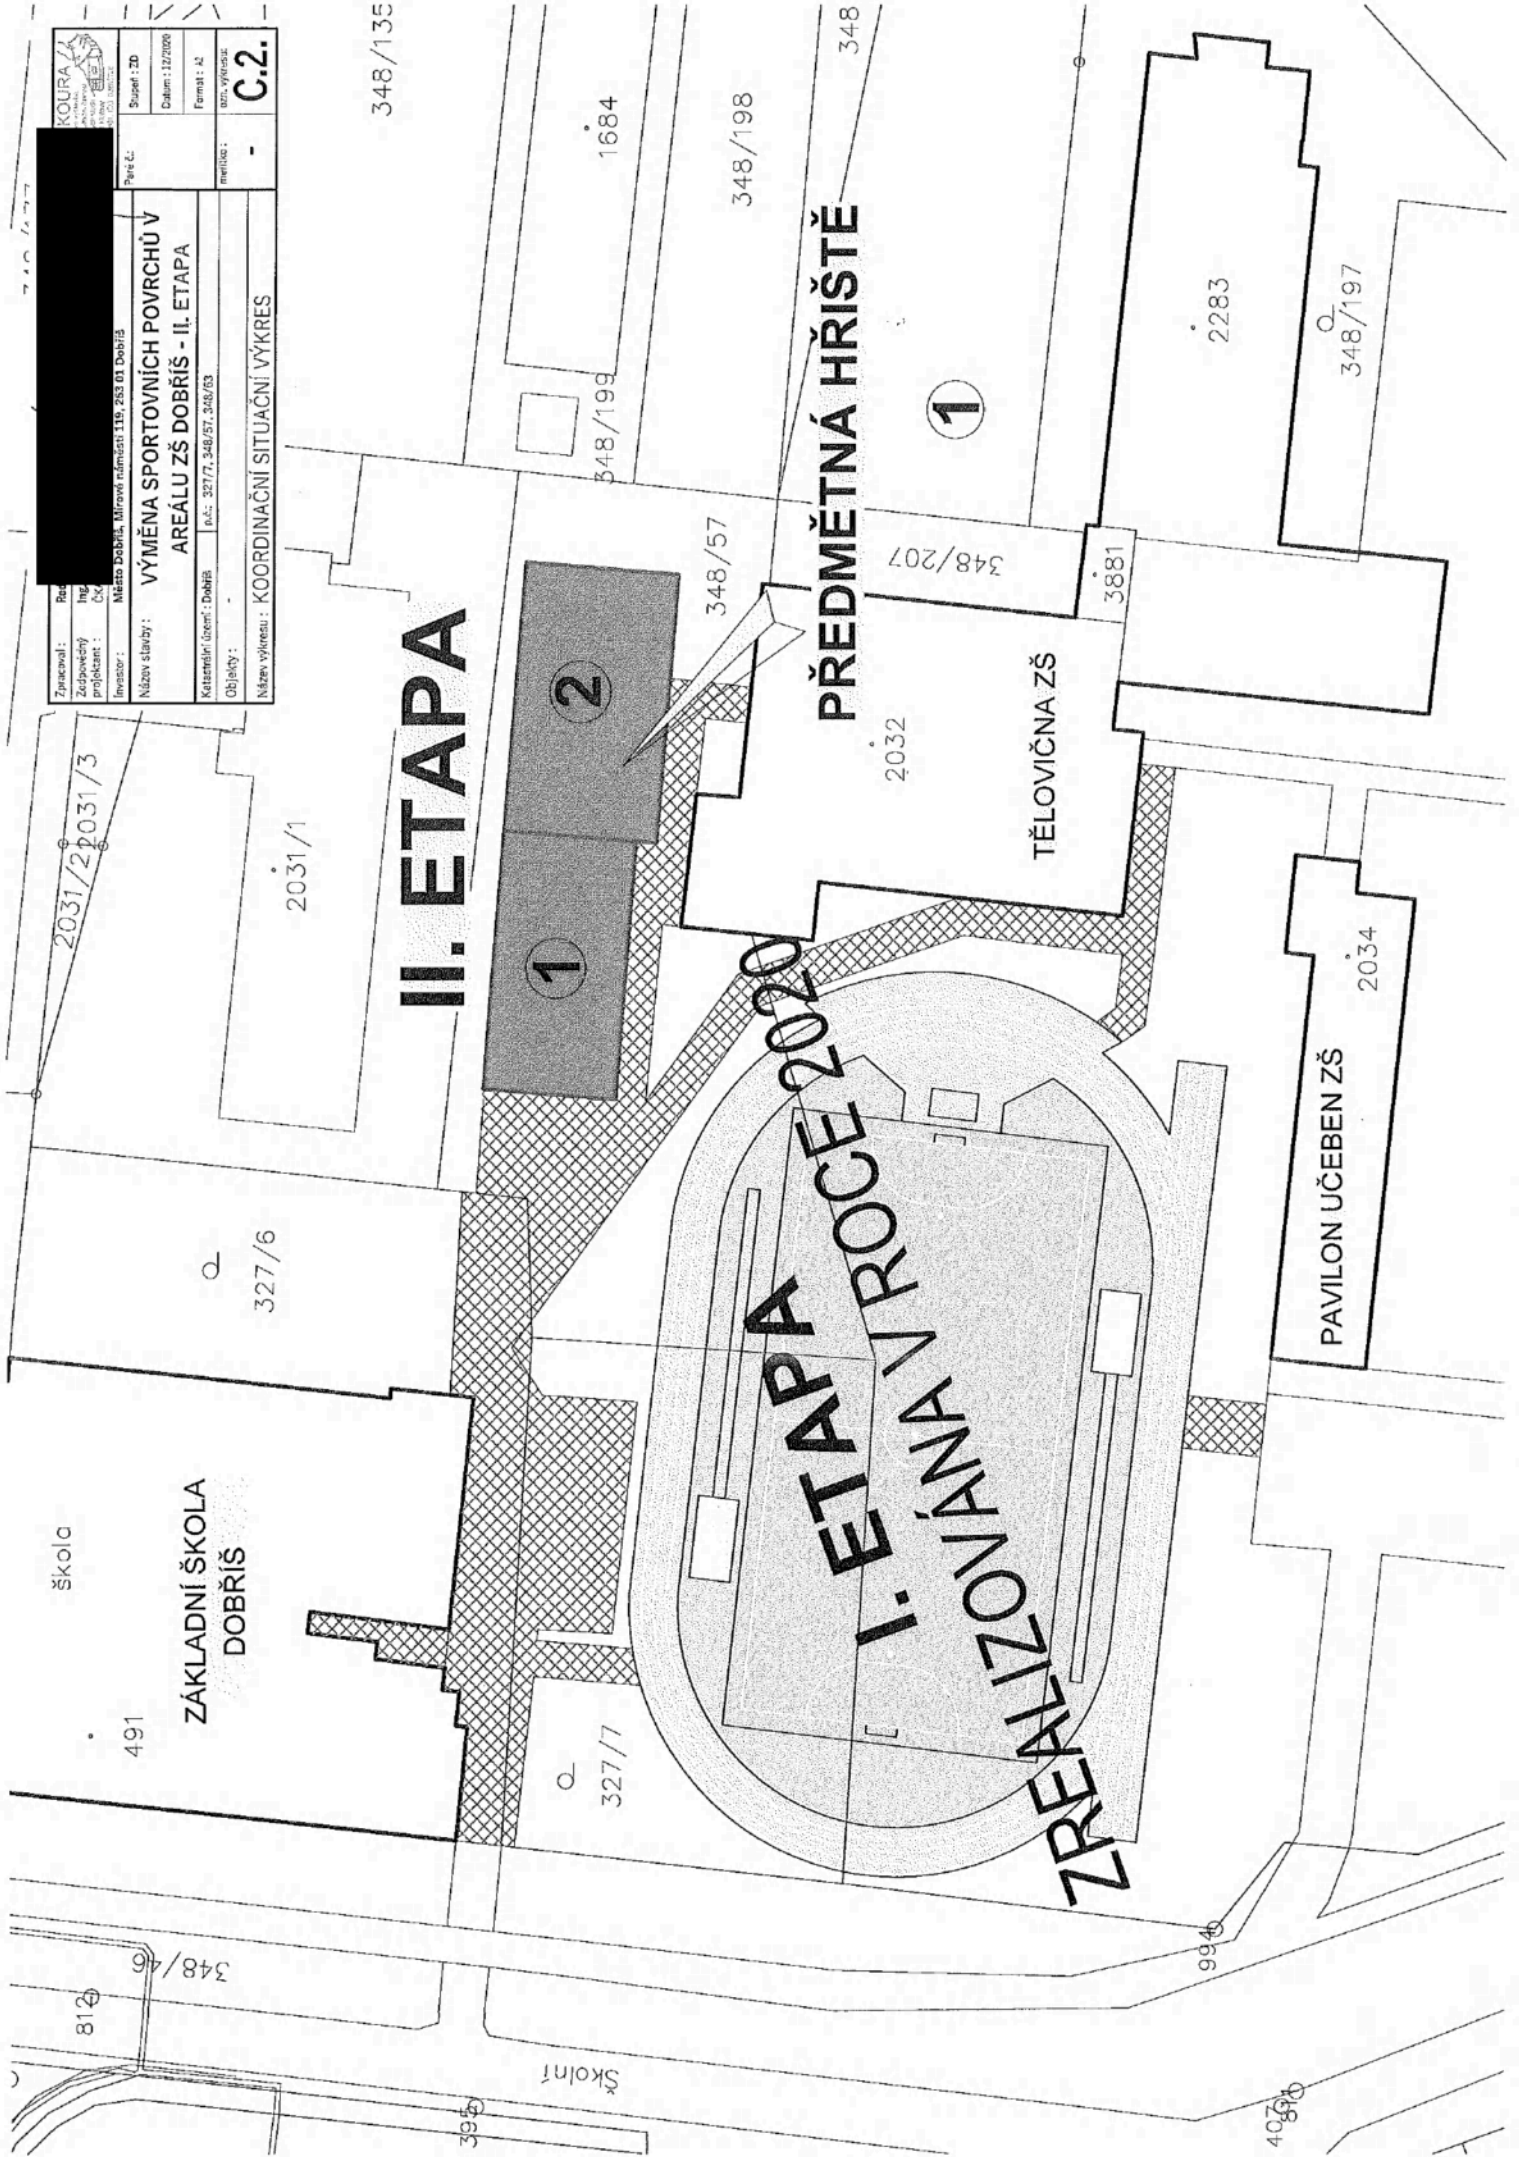 KOURA
Zpracoval :
Zodpovědný
projektant :
Investor :
Město Dobříš, Mírové náměstí 119, 263 01 Dobříš
Název stavby :
VÝMĚNA SPORTOVNÍCH POVRCHŮ V
AREÁLU ZŠ DOBŘÍŠ - II. ETAPA
Katastrální území : Dobříš
p.č.: 327/7, 348/57, 348/63
Objekty :
-
Název výkresu : KOORDINAČNÍ SITUAČNÍ VÝKRES
Paré č.:
Stupeň : ZD
Datum : 12/2020
Formát : A2
měřítko :
-
ozn. výkresu:
C.2.
škola
491
ZÁKLADNÍ ŠKOLA
DOBŘÍŠ
327/6
2031/2
2031/3
2031/1
II. ETAPA
1
2
348/135
1684
348/199
348/198
348
348/57
PŘEDMĚTNÁ HŘIŠTĚ
1
348/207
3881
2283
348/197
2032
TĚLOVIČNA ZŠ
2034
PAVILON UČEBEN ZŠ
I. ETAPA
ZREALIZOVÁNA V ROCE 2020
327/7
348/46
812
Školní
395
994
407